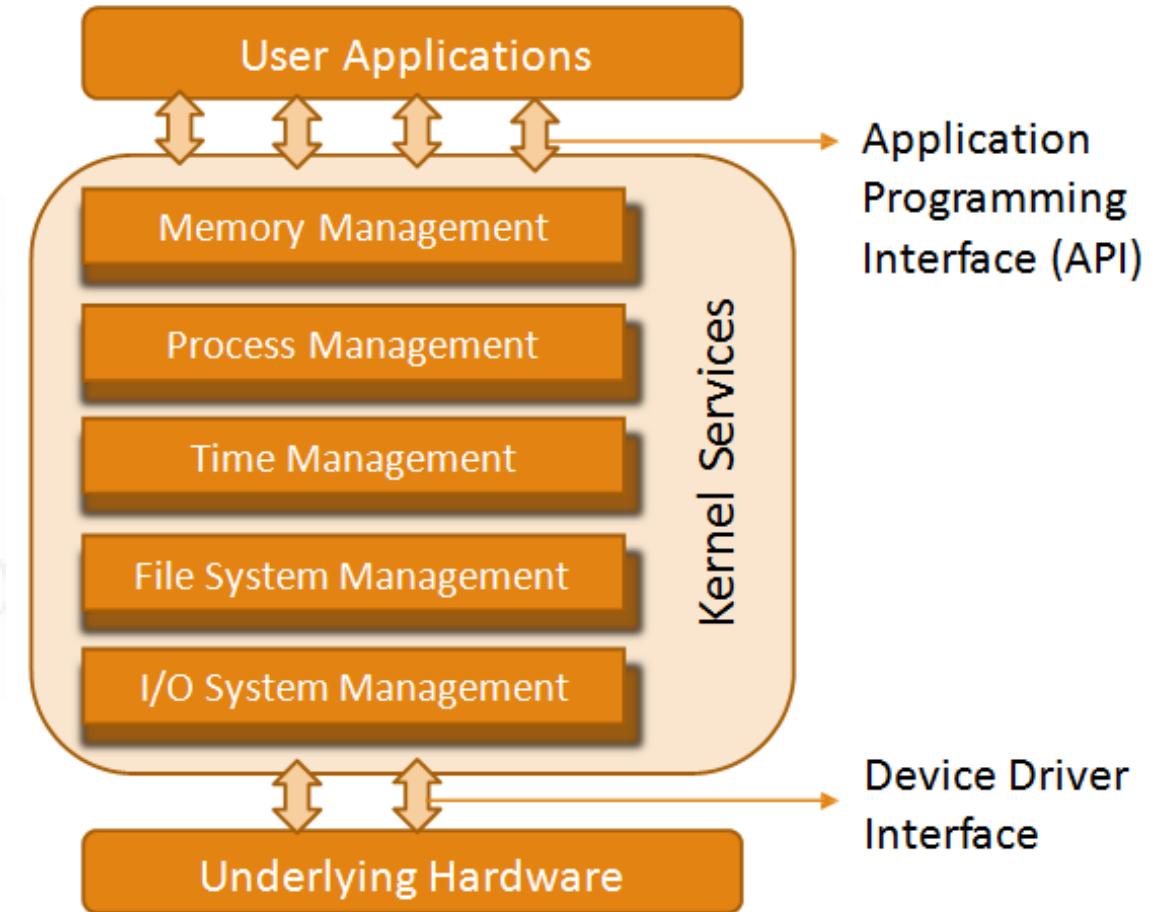 User Applications
Application
Programming
Interface (API)
Memory Management
Process Management
Time Management
File System Management
I/O System Management
Kernel Services
Device Driver
Interface
Underlying Hardware